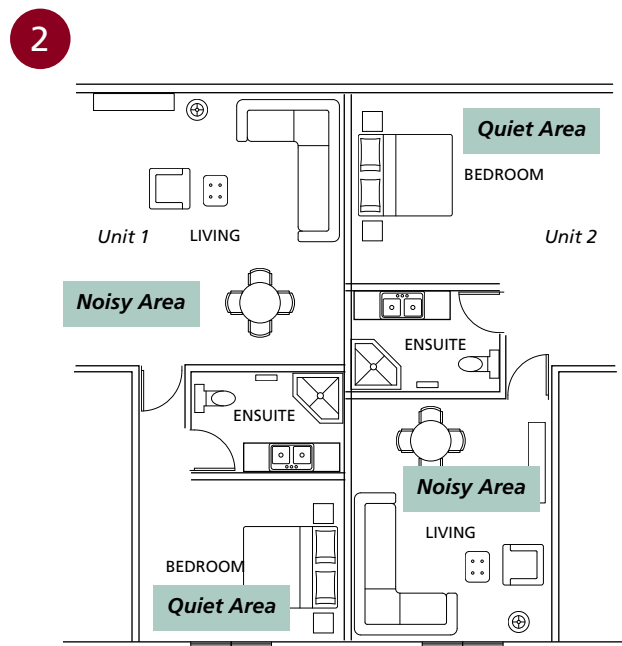 2
Quiet Area
BEDROOM
Unit 1 LIVING
Unit 2
Noisy Area
ENSUITE
ENSUITE
Noisy Area
LIVING
BEDROOM
Quiet Area